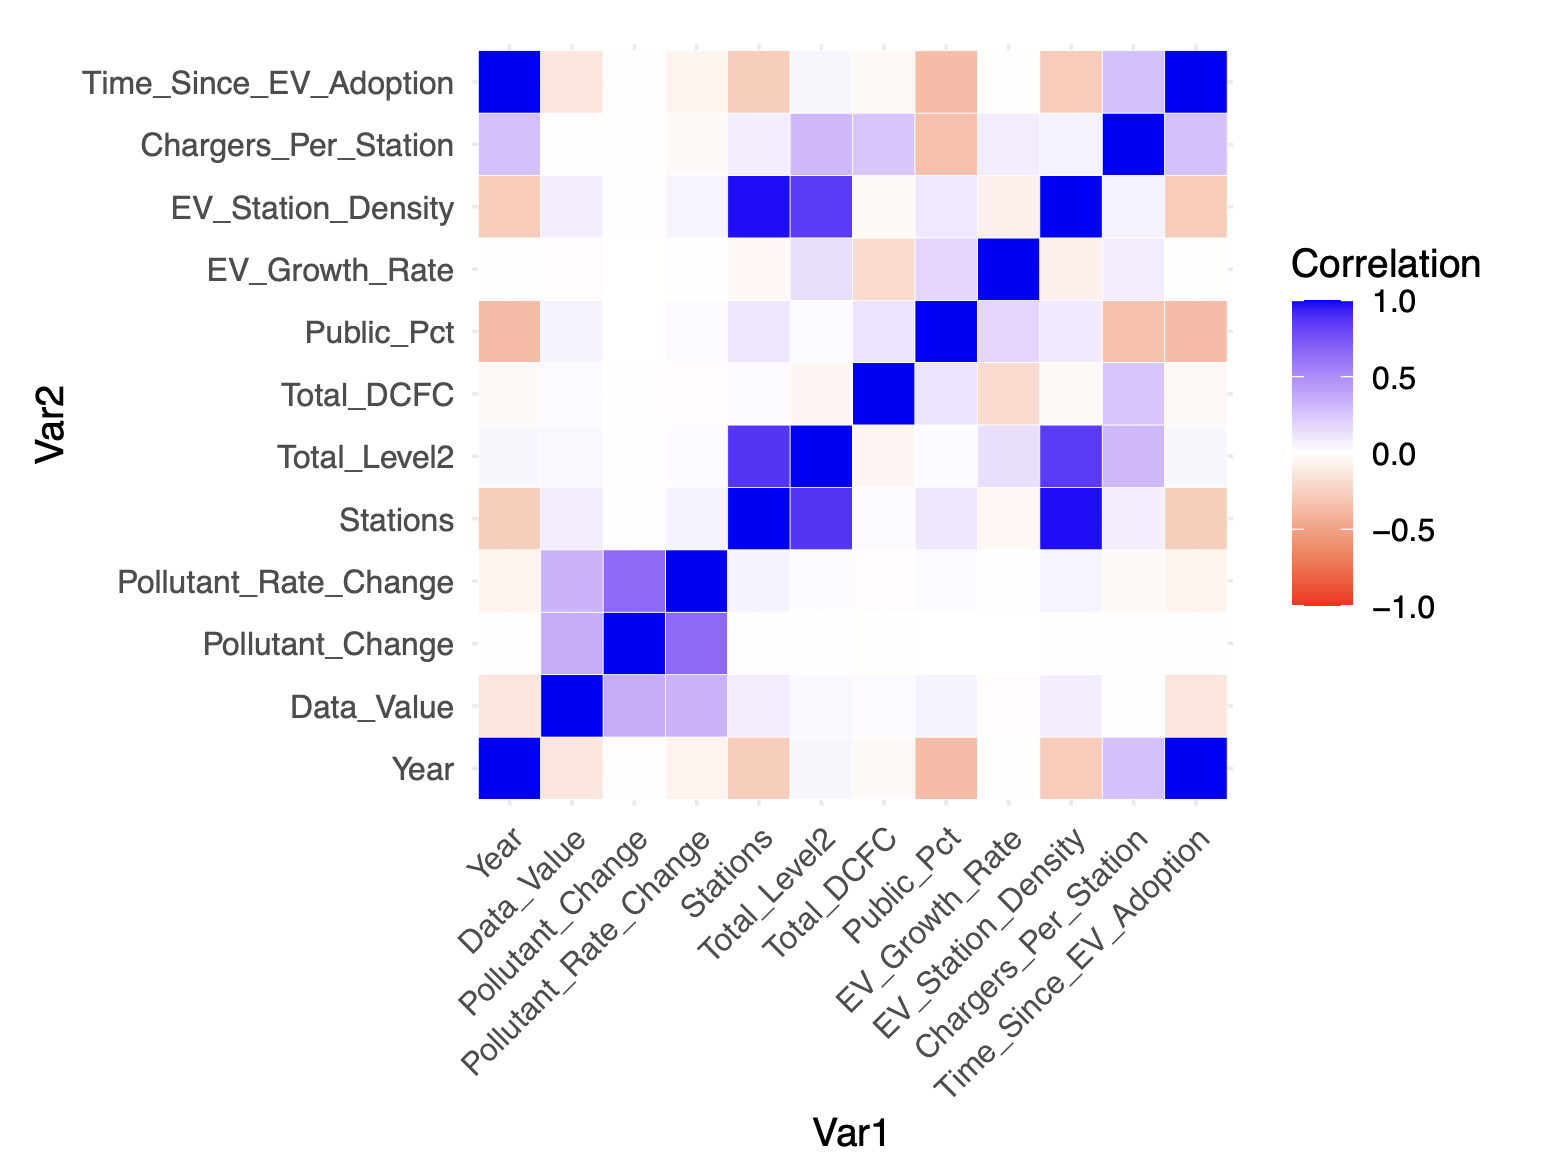 Time_Since_EV_Adoption
Chargers_Per_Station
EV_Station_Density
EV_Growth_Rate
Public_Pct
Total_DCFC
Total_Level2
Stations
Pollutant_Rate_Change
Pollutant_Change
Data_Value
Year
Var2
Year
Data_Value
Pollutant_Change
Pollutant_Rate_Change
Stations
Total_Level2
Total_DCFC
Public_Pct
EV_Growth_Rate
EV_Station_Density
Chargers_Per_Station
Time_Since_EV_Adoption
Var1
Correlation
1.0
0.5
0.0
−0.5
−1.0